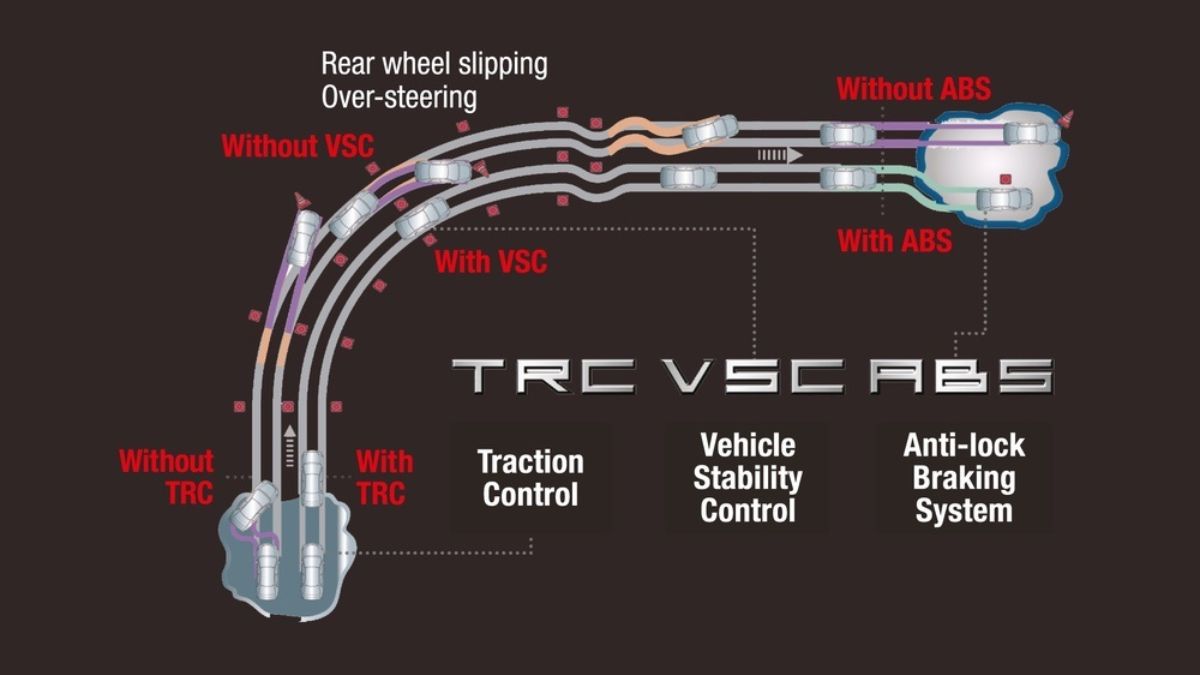 Rear wheel slipping
Over-steering
Without VSC
Without ABS
With VSC
With ABS
TRC VSC ABS
Without
TRC
With
TRC
Traction
Control
Vehicle
Stability
Control
Anti-lock
Braking
System